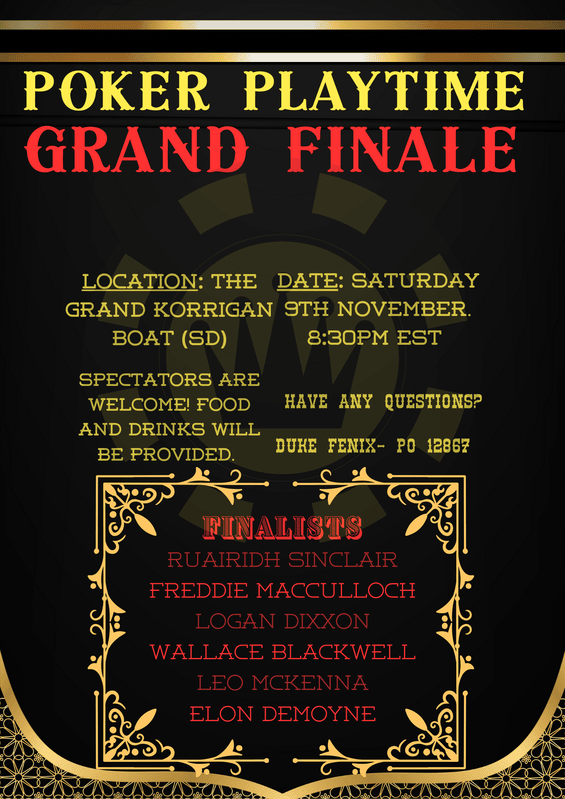 POKER PLAYTIME
GRAND FINALE
LOCATION: THE
GRAND KORRIGAN
BOAT (SD)
DATE: SATURDAY
9TH NOVEMBER.
8:30PM EST
SPECTATORS ARE
WELCOME! FOOD
AND DRINKS WILL
BE PROVIDED.
HAVE ANY QUESTIONS?
DUKE FENIX- PO 12867
FINALISTS
RUAIRIDH SINCLAIR
FREDDIE MACCULLOCH
LOGAN DIXXON
WALLACE BLACKWELL
LEO MCKENNA
ELON DEMOYNE